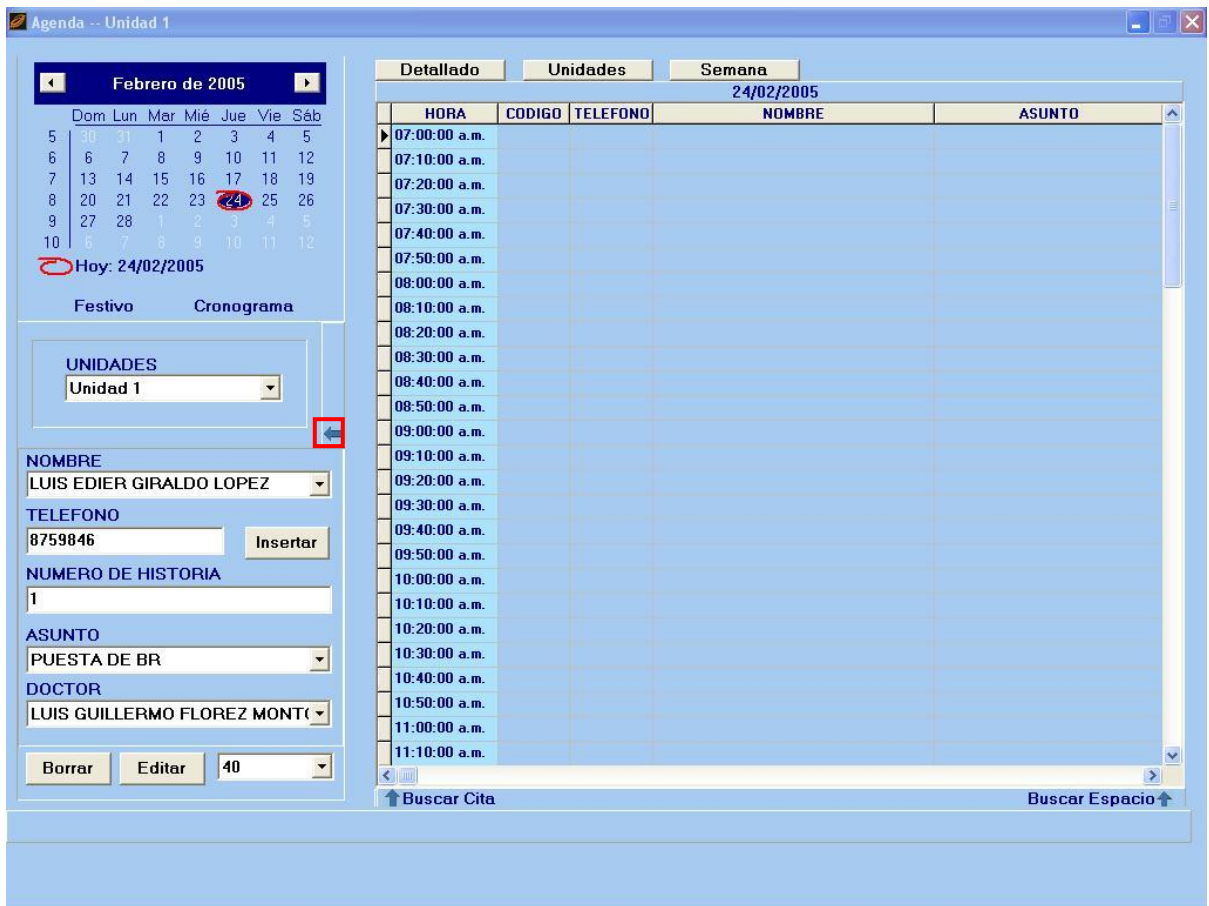 Agenda -- Unidad 1
Febrero de 2005
Dom Lun Mar Mié Jue Vie Sáb
5 30 31 1 2 3 4 5
6 6 7 8 9 10 11 12
7 13 14 15 16 17 18 19
8 20 21 22 23 24 25 26
9 27 28 1 2 3 4 5
10 6 7 8 9 10 11 12
Hoy: 24/02/2005
Festivo Cronograma
UNIDADES
Unidad 1
NOMBRE
LUIS EDIER GIRALDO LOPEZ
TELEFONO
8759846 Insertar
NUMERO DE HISTORIA
1
ASUNTO
PUESTA DE BR
DOCTOR
LUIS GUILLERMO FLOREZ MONT(
Borrar Editar 40
Detallado Unidades Semana
24/02/2005
HORA CODIGO TELEFONO NOMBRE ASUNTO
07:00:00 a.m.
07:10:00 a.m.
07:20:00 a.m.
07:30:00 a.m.
07:40:00 a.m.
07:50:00 a.m.
08:00:00 a.m.
08:10:00 a.m.
08:20:00 a.m.
08:30:00 a.m.
08:40:00 a.m.
08:50:00 a.m.
09:00:00 a.m.
09:10:00 a.m.
09:20:00 a.m.
09:30:00 a.m.
09:40:00 a.m.
09:50:00 a.m.
10:00:00 a.m.
10:10:00 a.m.
10:20:00 a.m.
10:30:00 a.m.
10:40:00 a.m.
10:50:00 a.m.
11:00:00 a.m.
11:10:00 a.m.
Buscar Cita Buscar Espacio